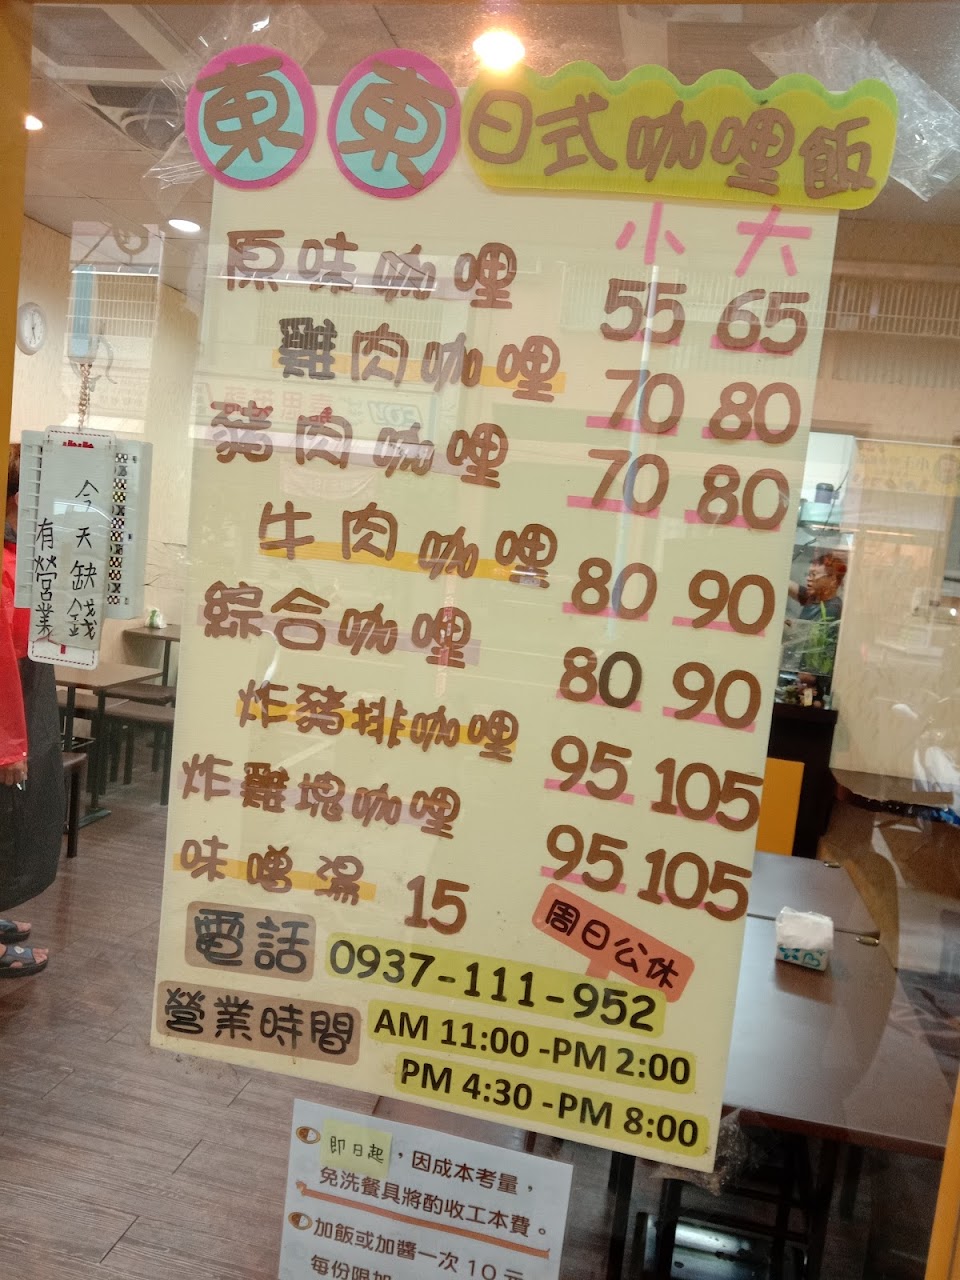 東東日式咖哩飯
小 大
原味咖哩 55 65
雞肉咖哩 70 80
豬肉咖哩 70 80
牛肉咖哩 80 90
綜合咖哩 80 90
炸豬排咖哩 95 105
炸雞塊咖哩 95 105
味噌湯 15
周日公休
電話 0937-111-952
營業時間 AM 11:00 -PM 2:00
PM 4:30 -PM 8:00
今天缺錢
有營業
即日起，因成本考量，
免洗餐具將酌收工本費。
加飯或加醬一次10元
每份限加